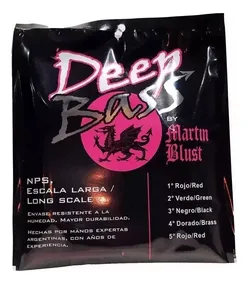 Deep
Bass
BY
Martin
Blust
NPS.
ESCALA LARGA /
LONG SCALE
ENVASE RESISTENTE A LA
HUMEDAD. MAYOR DURABILIDAD.
HECHAS POR MANOS EXPERTAS
ARGENTINAS, CON AÑOS DE
EXPERIENCIA.
1° Rojo/Red
2° Verde/Green
3° Negro/Black
4° Dorado/Brass
5° Rojo/Red